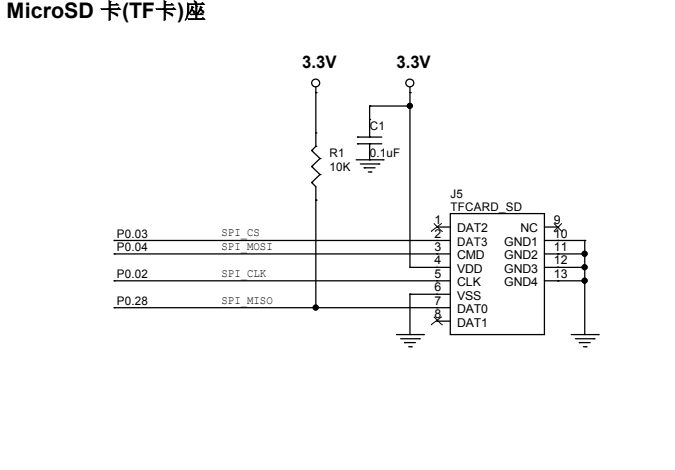 MicroSD 卡(TF卡)座
3.3V 3.3V
C1
R1 0.1uF
10K
J5
TFCARD_SD
1 DAT2 NC 9
P0.03 SPI_CS 2 DAT3 GND1 10
P0.04 SPI_MOSI 3 CMD GND2 11
4 VDD GND3 12
P0.02 SPI_CLK 5 CLK GND4 13
6 VSS
P0.28 SPI_MISO 7 DAT0
8 DAT1